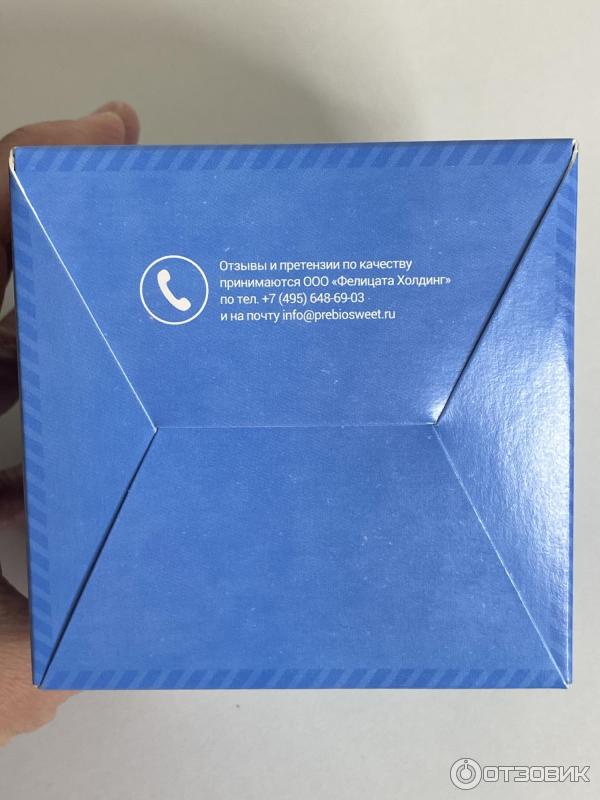 Отзывы и претензии по качеству
принимаются ООО «Фелицата Холдинг»
по тел. +7 (495) 648-69-03
и на почту info@prebiosweet.ru
ОТЗОВИК